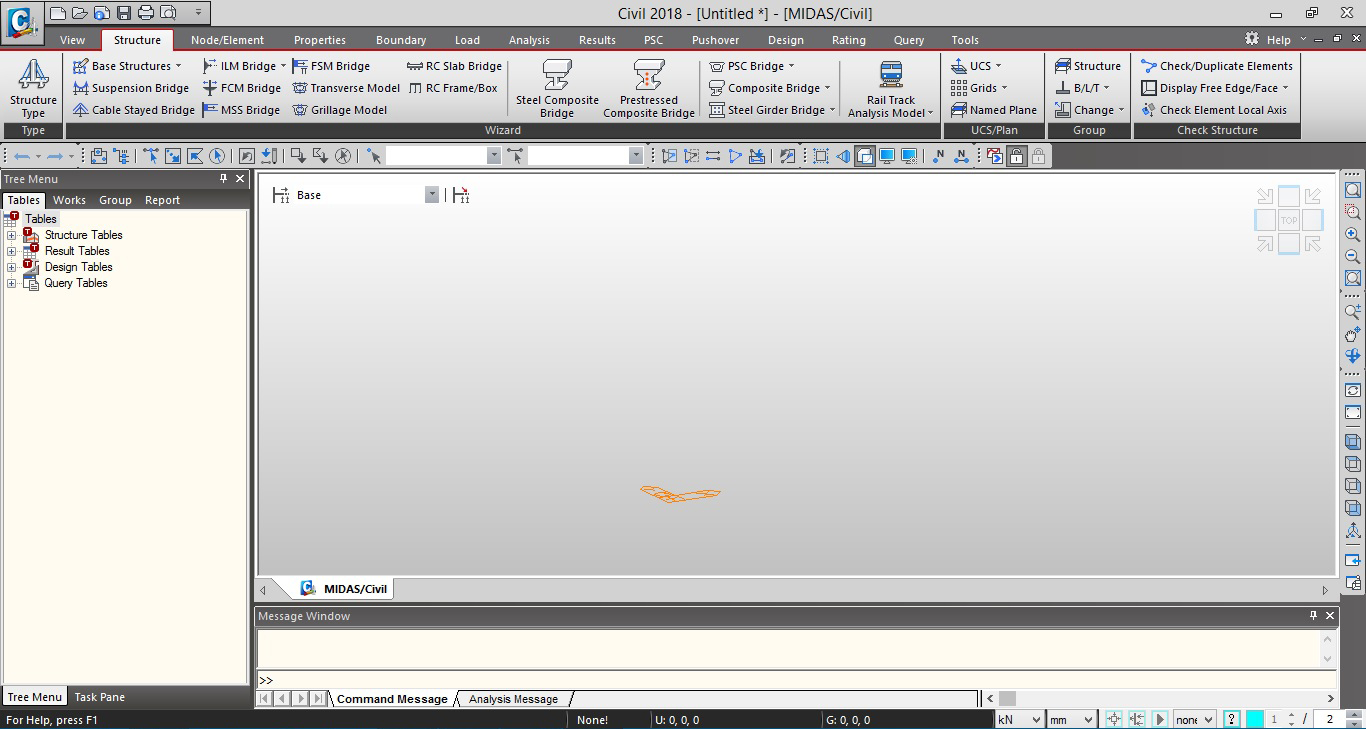 Civil 2018 - [Untitled *] - [MIDAS/Civil]
View Structure Node/Element Properties Boundary Load Analysis Results PSC Pushover Design Rating Query Tools Help
Base Structures ILM Bridge FSM Bridge RC Slab Bridge PSC Bridge UCS Structure Check/Duplicate Elements
Suspension Bridge FCM Bridge Transverse Model RC Frame/Box Composite Bridge Grids B/L/T Display Free Edge/Face
Structure Type Steel Composite Bridge Prestressed Composite Bridge Rail Track Analysis Model
Cable Stayed Bridge MSS Bridge Grillage Model Steel Girder Bridge Named Plane Change Check Element Local Axis
Type Wizard UCS/Plan Group Check Structure
N N
Tree Menu
Tables Works Group Report
Base
Tables
Structure Tables
Result Tables
Design Tables
Query Tables
TOP
MIDAS/Civil
Message Window
>>
Tree Menu Task Pane
Command Message Analysis Message
For Help, press F1 None! U: 0, 0, 0 G: 0, 0, 0 kN mm none ? 1 / 2